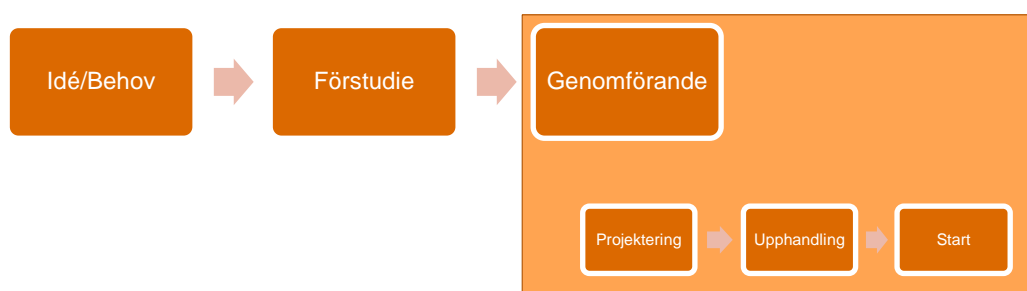 Idé/Behov
Förstudie
Genomförande
Projektering
Upphandling
Start